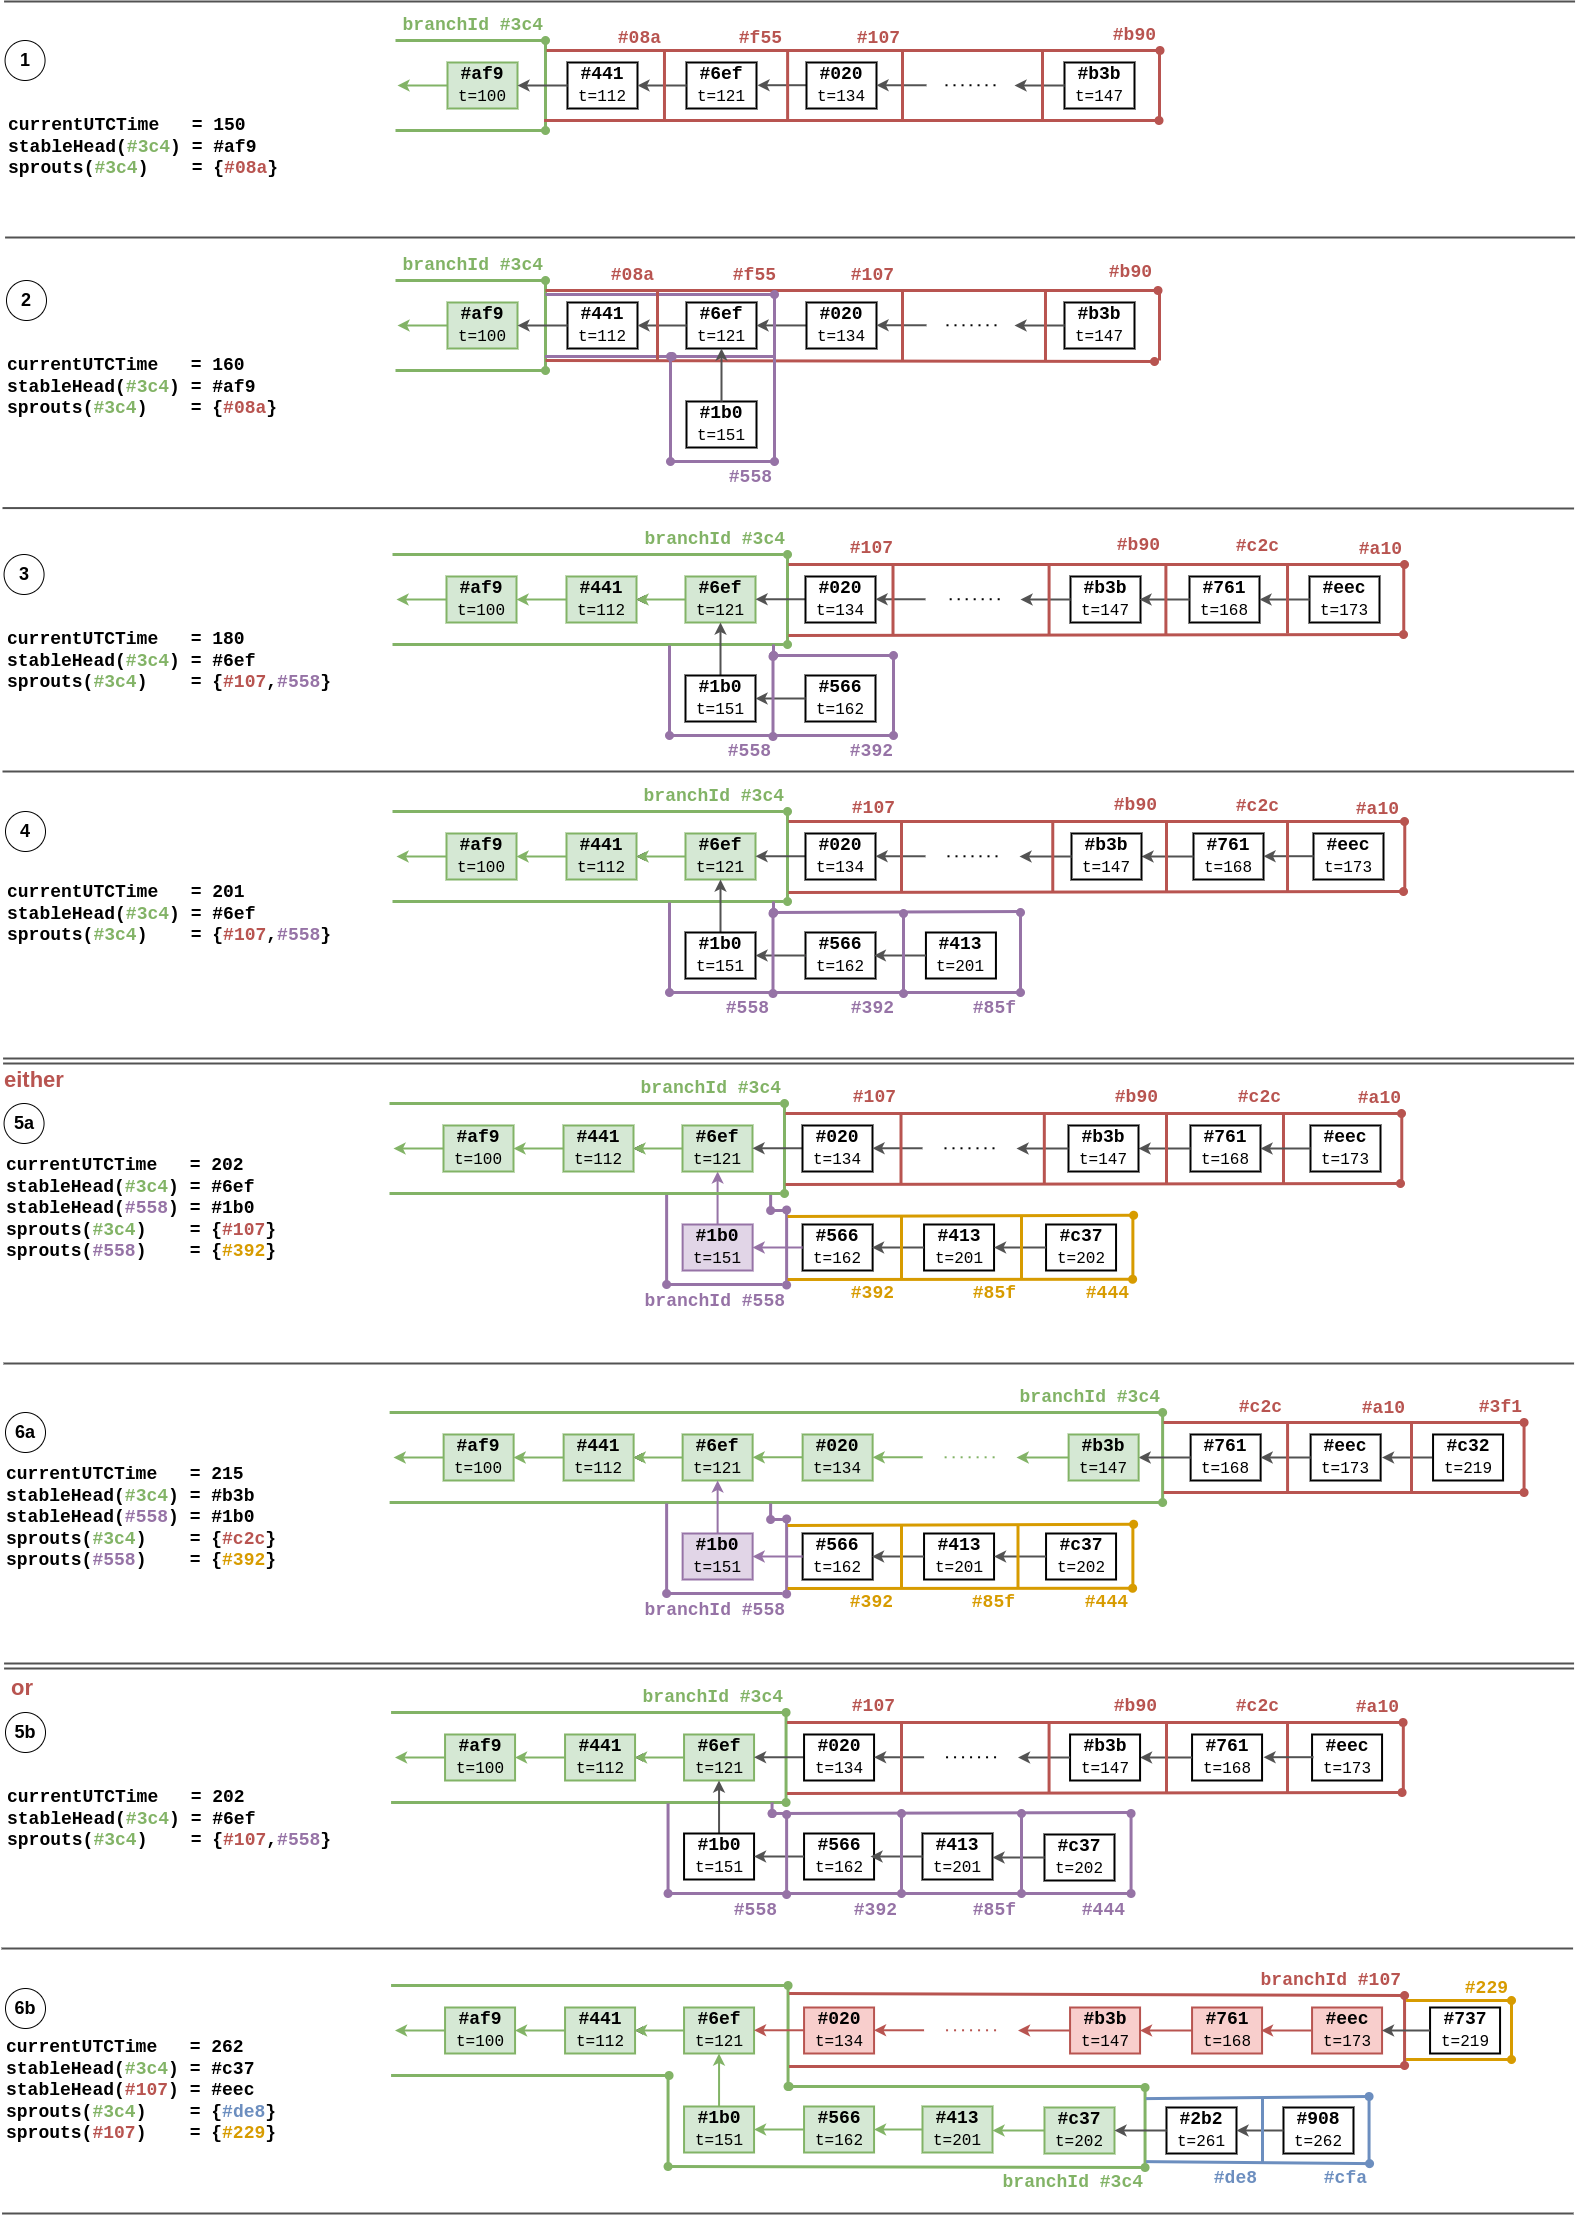 branchId #3c4
#08a #f55 #107 #b90
1
#af9 #441 #6ef #020 ....... #b3b
t=100 t=112 t=121 t=134 t=147
currentUTCTime = 150
stableHead(#3c4) = #af9
sprouts(#3c4) = {#08a}
branchId #3c4
#08a #f55 #107 #b90
2
#af9 #441 #6ef #020 ....... #b3b
t=100 t=112 t=121 t=134 t=147
currentUTCTime = 160
stableHead(#3c4) = #af9
sprouts(#3c4) = {#08a}
#1b0
t=151
#558
branchId #3c4
#107 #b90 #c2c #a10
3
#af9 #441 #6ef #020 ....... #b3b #761 #eec
t=100 t=112 t=121 t=134 t=147 t=168 t=173
currentUTCTime = 180
stableHead(#3c4) = #6ef
sprouts(#3c4) = {#107,#558}
#1b0 #566
t=151 t=162
#558 #392
branchId #3c4
#107 #b90 #c2c #a10
4
#af9 #441 #6ef #020 ....... #b3b #761 #eec
t=100 t=112 t=121 t=134 t=147 t=168 t=173
currentUTCTime = 201
stableHead(#3c4) = #6ef
sprouts(#3c4) = {#107,#558}
#1b0 #566 #413
t=151 t=162 t=201
#558 #392 #85f
either
branchId #3c4
#107 #b90 #c2c #a10
5a
#af9 #441 #6ef #020 ....... #b3b #761 #eec
t=100 t=112 t=121 t=134 t=147 t=168 t=173
currentUTCTime = 202
stableHead(#3c4) = #6ef
stableHead(#558) = #1b0
sprouts(#3c4) = {#107}
sprouts(#558) = {#392}
#1b0 #566 #413 #c37
t=151 t=162 t=201 t=202
branchId #558 #392 #85f #444
branchId #3c4
#c2c #a10 #3f1
6a
#af9 #441 #6ef #020 ....... #b3b #761 #eec #c32
t=100 t=112 t=121 t=134 t=147 t=168 t=173 t=219
currentUTCTime = 215
stableHead(#3c4) = #b3b
stableHead(#558) = #1b0
sprouts(#3c4) = {#c2c}
sprouts(#558) = {#392}
#1b0 #566 #413 #c37
t=151 t=162 t=201 t=202
branchId #558 #392 #85f #444
or
branchId #3c4
#107 #b90 #c2c #a10
5b
#af9 #441 #6ef #020 ....... #b3b #761 #eec
t=100 t=112 t=121 t=134 t=147 t=168 t=173
currentUTCTime = 202
stableHead(#3c4) = #6ef
sprouts(#3c4) = {#107,#558}
#1b0 #566 #413 #c37
t=151 t=162 t=201 t=202
#558 #392 #85f #444
branchId #107 #229
6b
#af9 #441 #6ef #020 ....... #b3b #761 #eec #737
t=100 t=112 t=121 t=134 t=147 t=168 t=173 t=219
currentUTCTime = 262
stableHead(#3c4) = #c37
stableHead(#107) = #eec
sprouts(#3c4) = {#de8}
sprouts(#107) = {#229}
#1b0 #566 #413 #c37 #2b2 #908
t=151 t=162 t=201 t=202 t=261 t=262
branchId #3c4 #de8 #cfa